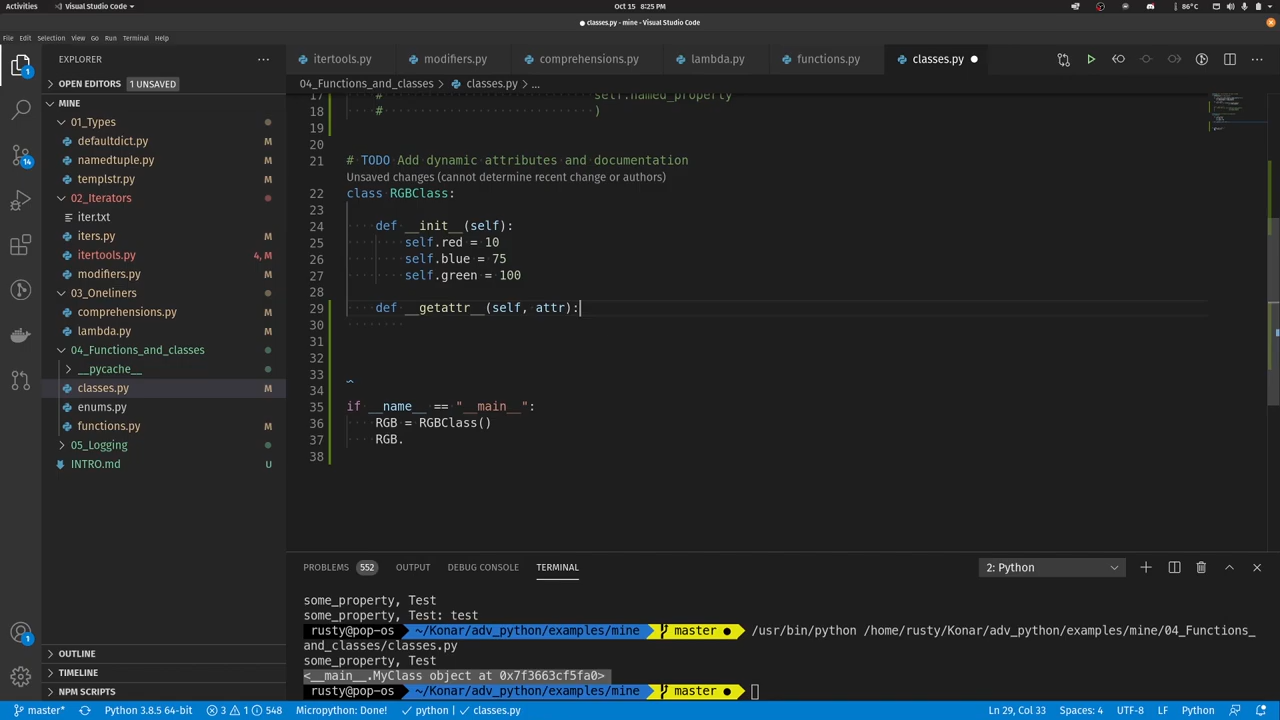 Activities
Visual Studio Code
Oct 15 8:25 PM
86°C
● classes.py - mine - Visual Studio Code
File Edit Selection View Go Run Terminal Help
EXPLORER
itertools.py
modifiers.py
comprehensions.py
lambda.py
functions.py
classes.py
OPEN EDITORS 1 UNSAVED
04_Functions_and_classes > classes.py > ...
MINE
01_Types
defaultdict.py M
namedtuple.py M
templstr.py M
02_Iterators
iter.txt
iters.py M
itertools.py 4, M
modifiers.py M
03_Oneliners
comprehensions.py M
lambda.py M
04_Functions_and_classes
__pycache__
classes.py M
enums.py
functions.py M
05_Logging
INTRO.md U
OUTLINE
TIMELINE
NPM SCRIPTS
1
14
1
17 # self.named_property
18 # )
19
20
21 # TODO Add dynamic attributes and documentation
Unsaved changes (cannot determine recent change or authors)
22 class RGBClass:
23
24 def __init__(self):
25 self.red = 10
26 self.blue = 75
27 self.green = 100
28
29 def __getattr__(self, attr):
30
31
32
33
34
35 if __name__ == "__main__":
36 RGB = RGBClass()
37 RGB.
38
PROBLEMS 552 OUTPUT DEBUG CONSOLE TERMINAL
2: Python
some_property, Test
some_property, Test: test
rusty@pop-os ~/Konar/adv_python/examples/mine master ● /usr/bin/python /home/rusty/Konar/adv_python/examples/mine/04_Functions_
and_classes/classes.py
some_property, Test
<__main__.MyClass object at 0x7f3663cf5fa0>
rusty@pop-os ~/Konar/adv_python/examples/mine master ●
master* Python 3.8.5 64-bit 3 1 548 Micropython: Done! python | classes.py Ln 29, Col 33 Spaces: 4 UTF-8 LF Python